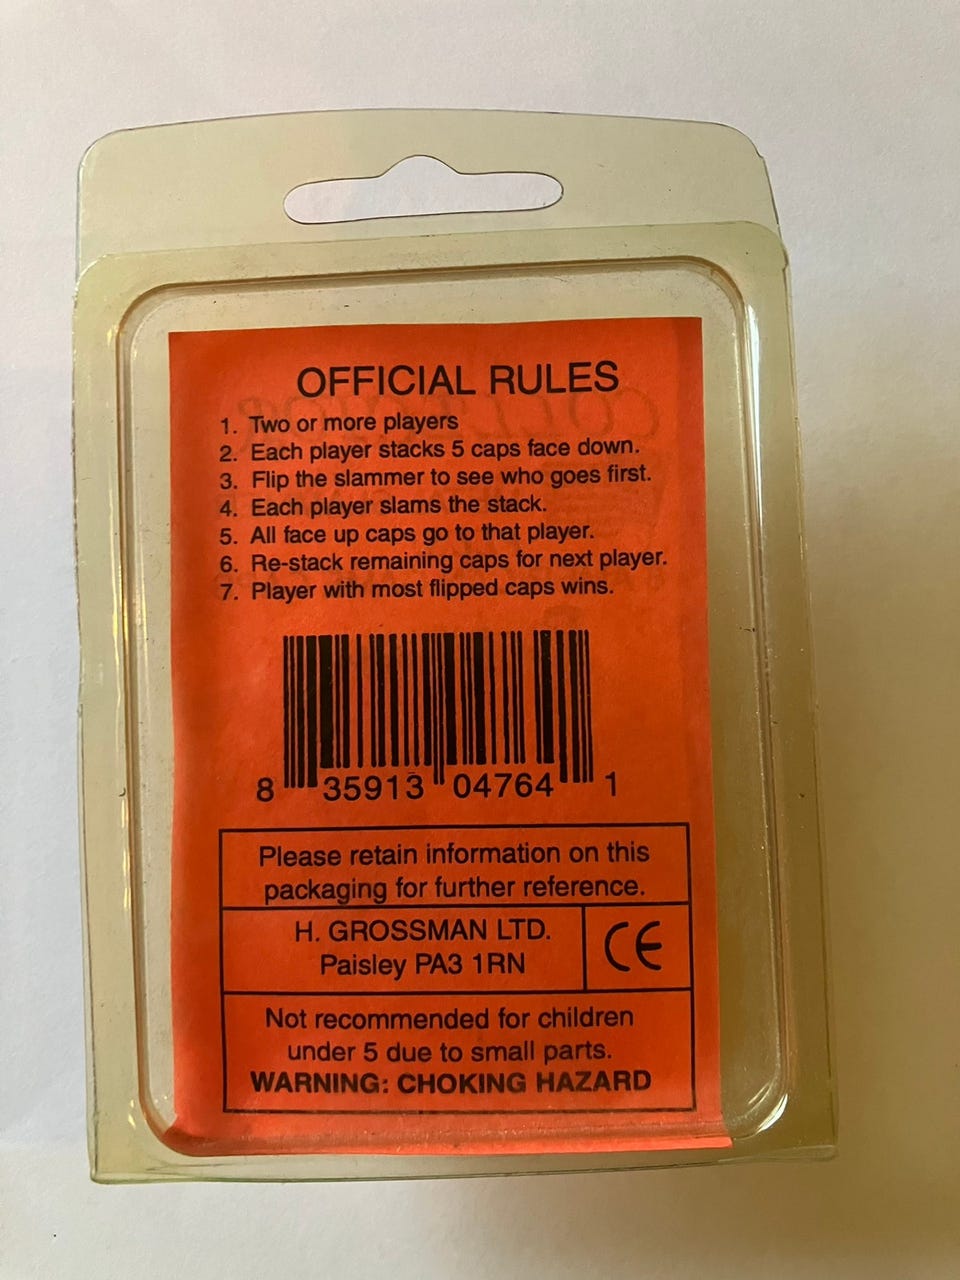 OFFICIAL RULES
1. Two or more players
2. Each player stacks 5 caps face down.
3. Flip the slammer to see who goes first.
4. Each player slams the stack.
5. All face up caps go to that player.
6. Re-stack remaining caps for next player.
7. Player with most flipped caps wins.
8 35913 04764 1
Please retain information on this
packaging for further reference.
H. GROSSMAN LTD.
Paisley PA3 1RN
CE
Not recommended for children
under 5 due to small parts.
WARNING: CHOKING HAZARD